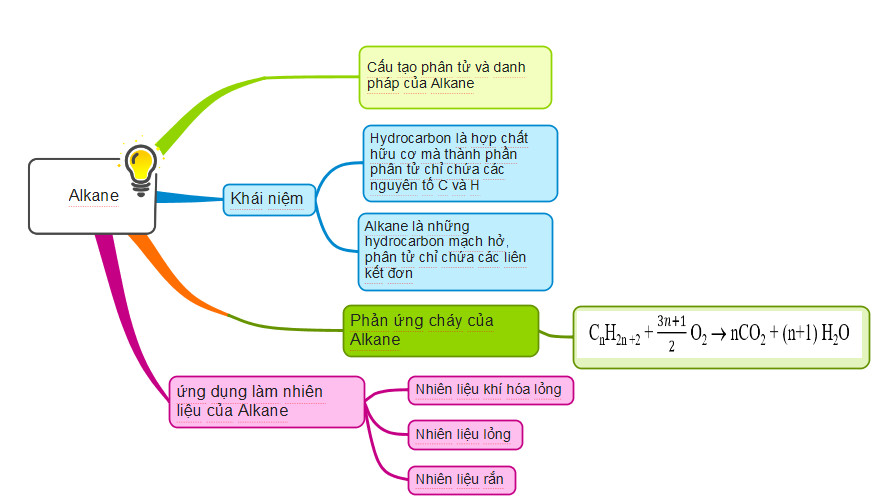 Alkane
Cấu tạo phân tử và danh
pháp của Alkane
Khái niệm
Hydrocarbon là hợp chất
hữu cơ mà thành phần
phân tử chỉ chứa các
nguyên tố C và H
Alkane là những
hydrocarbon mạch hở,
phân tử chỉ chứa các liên
kết đơn
Phản ứng cháy của
Alkane
CₙH₂ₙ₊₂ + (3n+1)/2 O₂ → nCO₂ + (n+1) H₂O
ứng dụng làm nhiên
liệu của Alkane
Nhiên liệu khí hóa lỏng
Nhiên liệu lỏng
Nhiên liệu rắn